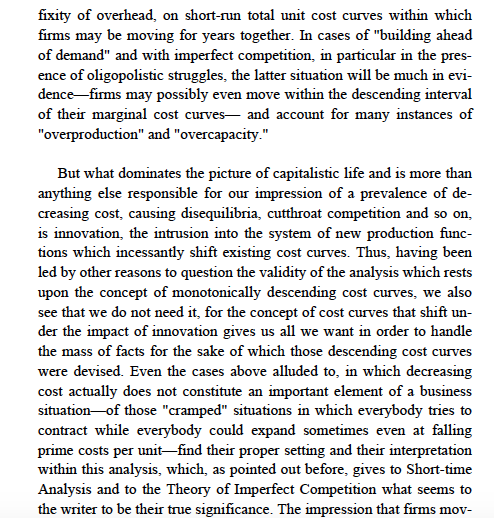 fixity of overhead, on short-run total unit cost curves within which
firms may be moving for years together. In cases of "building ahead
of demand" and with imperfect competition, in particular in the pres-
ence of oligopolistic struggles, the latter situation will be much in evi-
dence—firms may possibly even move within the descending interval
of their marginal cost curves— and account for many instances of
"overproduction" and "overcapacity."
But what dominates the picture of capitalistic life and is more than
anything else responsible for our impression of a prevalence of de-
creasing cost, causing disequilibria, cutthroat competition and so on,
is innovation, the intrusion into the system of new production func-
tions which incessantly shift existing cost curves. Thus, having been
led by other reasons to question the validity of the analysis which rests
upon the concept of monotonically descending cost curves, we also
see that we do not need it, for the concept of cost curves that shift un-
der the impact of innovation gives us all we want in order to handle
the mass of facts for the sake of which those descending cost curves
were devised. Even the cases above alluded to, in which decreasing
cost actually does not constitute an important element of a business
situation—of those "cramped" situations in which everybody tries to
contract while everybody could expand sometimes even at falling
prime costs per unit—find their proper setting and their interpretation
within this analysis, which, as pointed out before, gives to Short-time
Analysis and to the Theory of Imperfect Competition what seems to
the writer to be their true significance. The impression that firms mov-